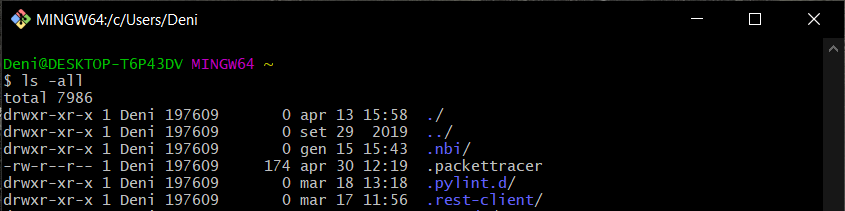 MINGW64:/c/Users/Deni
Deni@DESKTOP-T6P43DV MINGW64 ~
$ ls -all
total 7986
drwxr-xr-x 1 Deni 197609       0 apr 13 15:58  ./
drwxr-xr-x 1 Deni 197609       0 set 29  2019  ../
drwxr-xr-x 1 Deni 197609       0 gen 15 15:43  .nbi/
-rw-r--r-- 1 Deni 197609     174 apr 30 12:19  .packettracer
drwxr-xr-x 1 Deni 197609       0 mar 18 13:18  .pylint.d/
drwxr-xr-x 1 Deni 197609       0 mar 17 11:56  .rest-client/